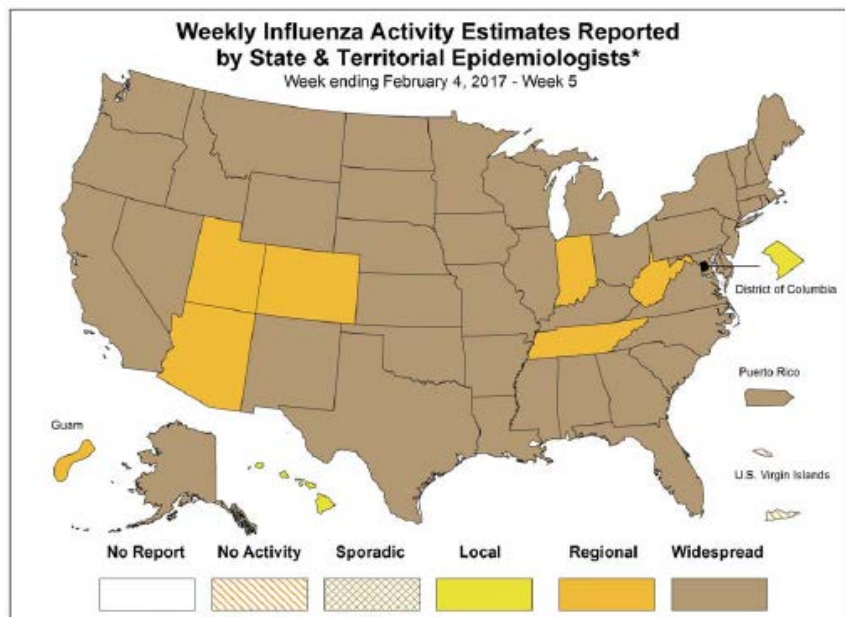 Weekly Influenza Activity Estimates Reported
by State & Territorial Epidemiologists*
Week ending February 4, 2017 - Week 5
District of Columbia
Puerto Rico
Guam
U.S. Virgin Islands
No Report No Activity Sporadic Local Regional Widespread